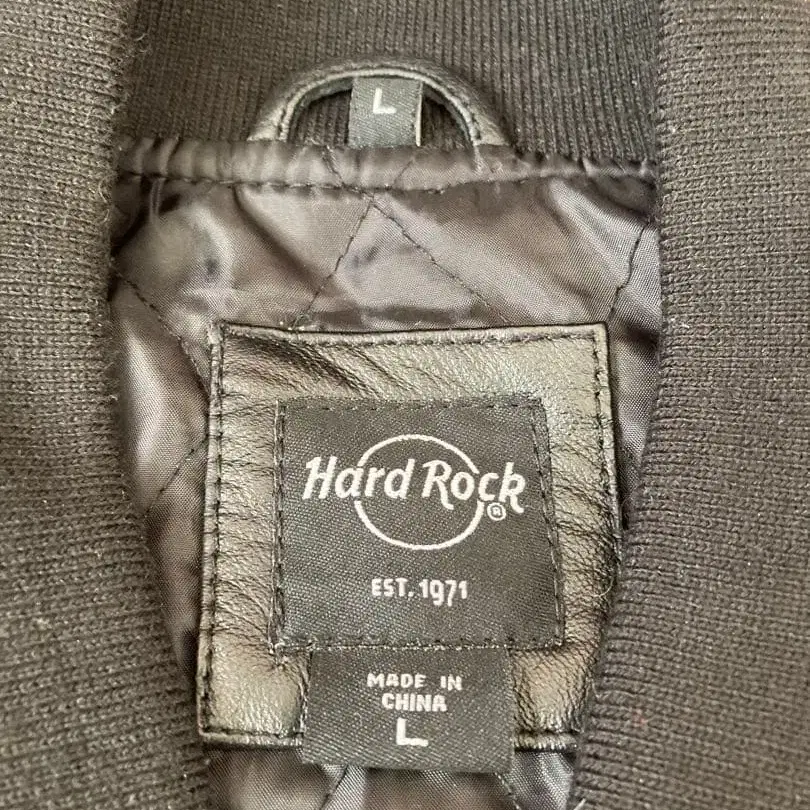 L
Hard Rock
®
EST. 1971
MADE IN
CHINA
L